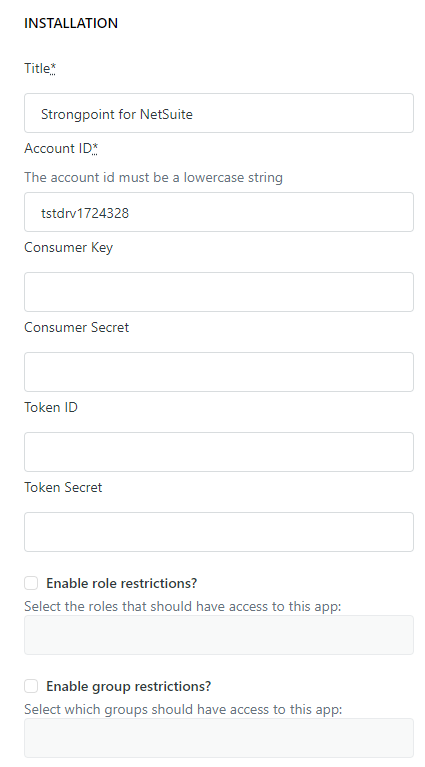 INSTALLATION
Title*
Strongpoint for NetSuite
Account ID*
The account id must be a lowercase string
tstdrv1724328
Consumer Key
Consumer Secret
Token ID
Token Secret
Enable role restrictions?
Select the roles that should have access to this app:
Enable group restrictions?
Select which groups should have access to this app: